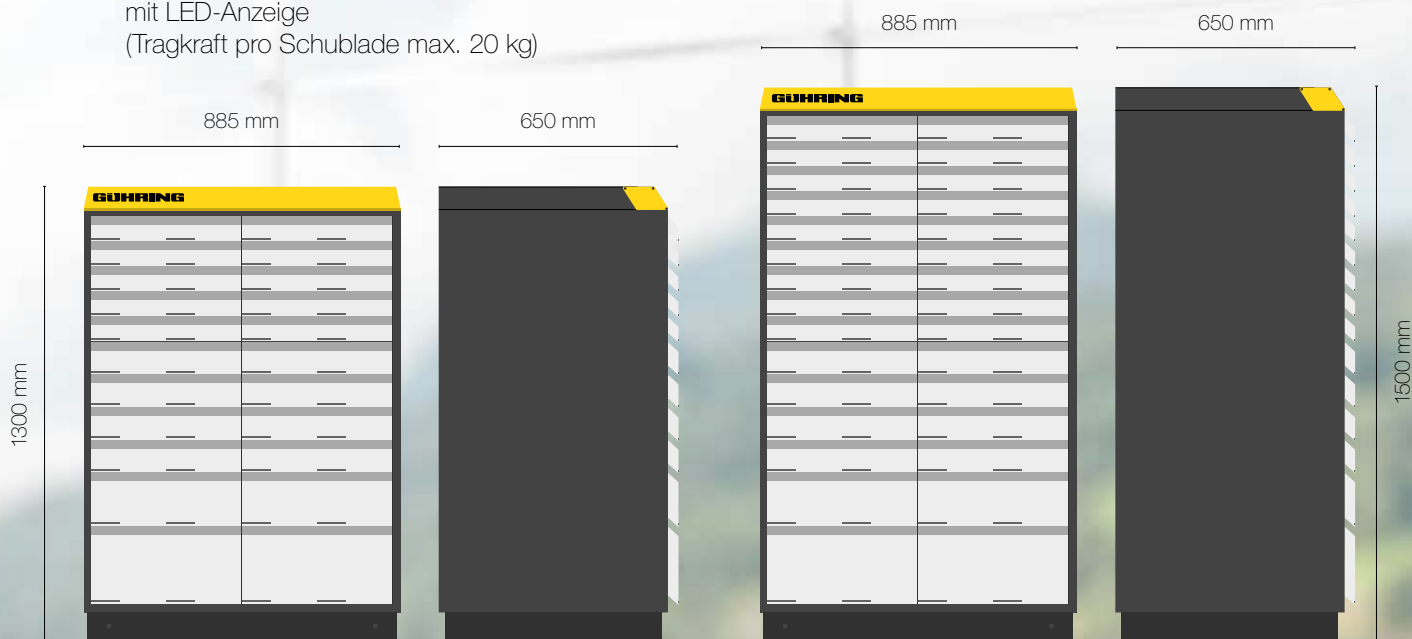 mit LED-Anzeige
(Tragkraft pro Schublade max. 20 kg)
885 mm
650 mm
885 mm
650 mm
GÜHRING
GÜHRING
1300 mm
1500 mm